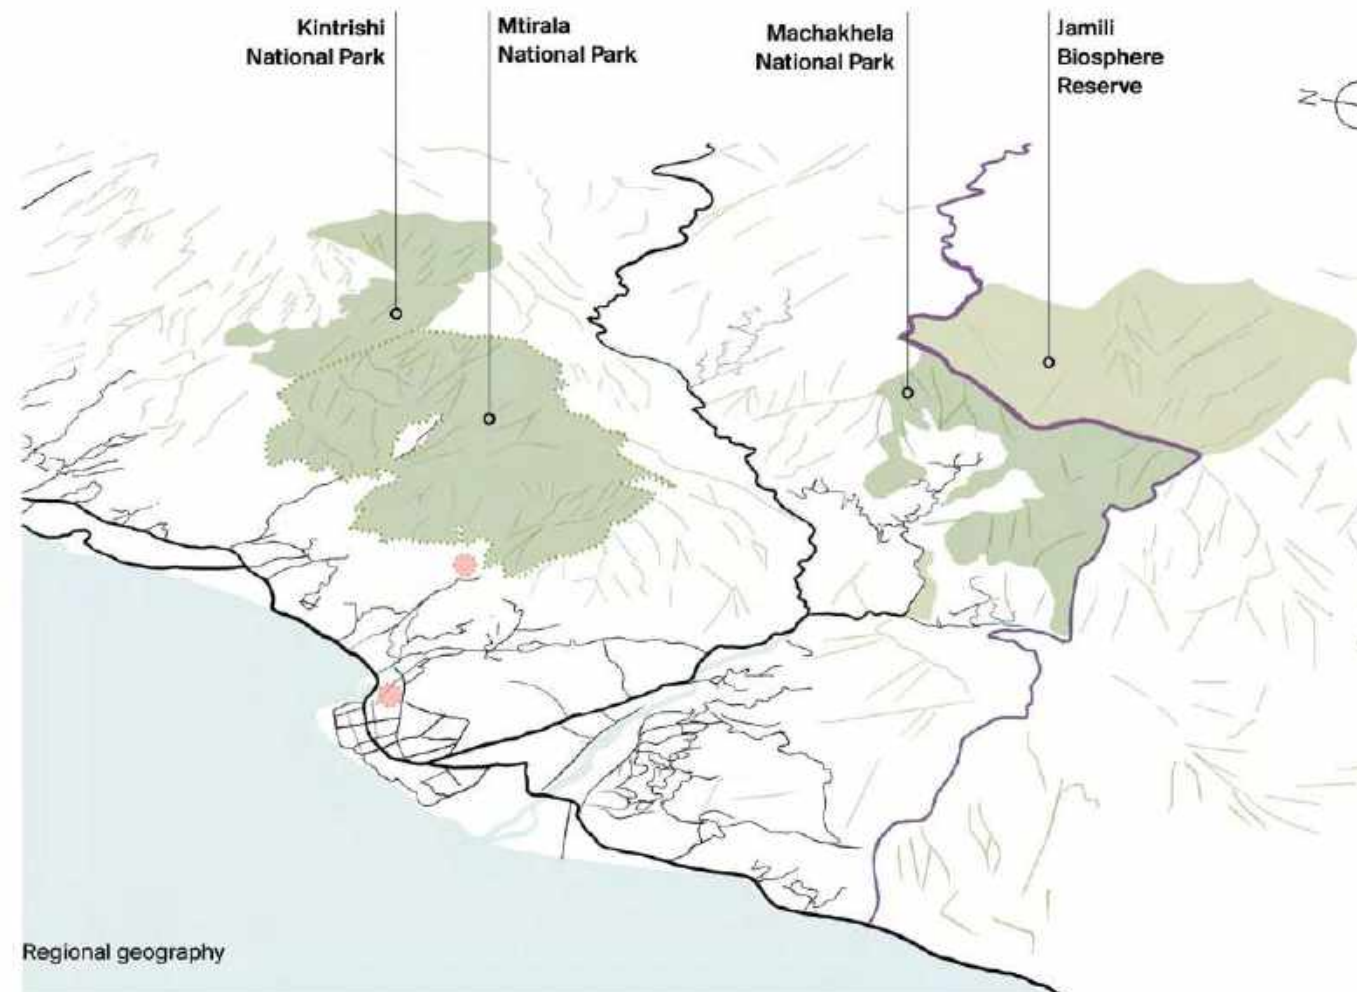 Kintrishi
National Park
Mtirala
National Park
Machakhela
National Park
Jamili
Biosphere
Reserve
N
Regional geography